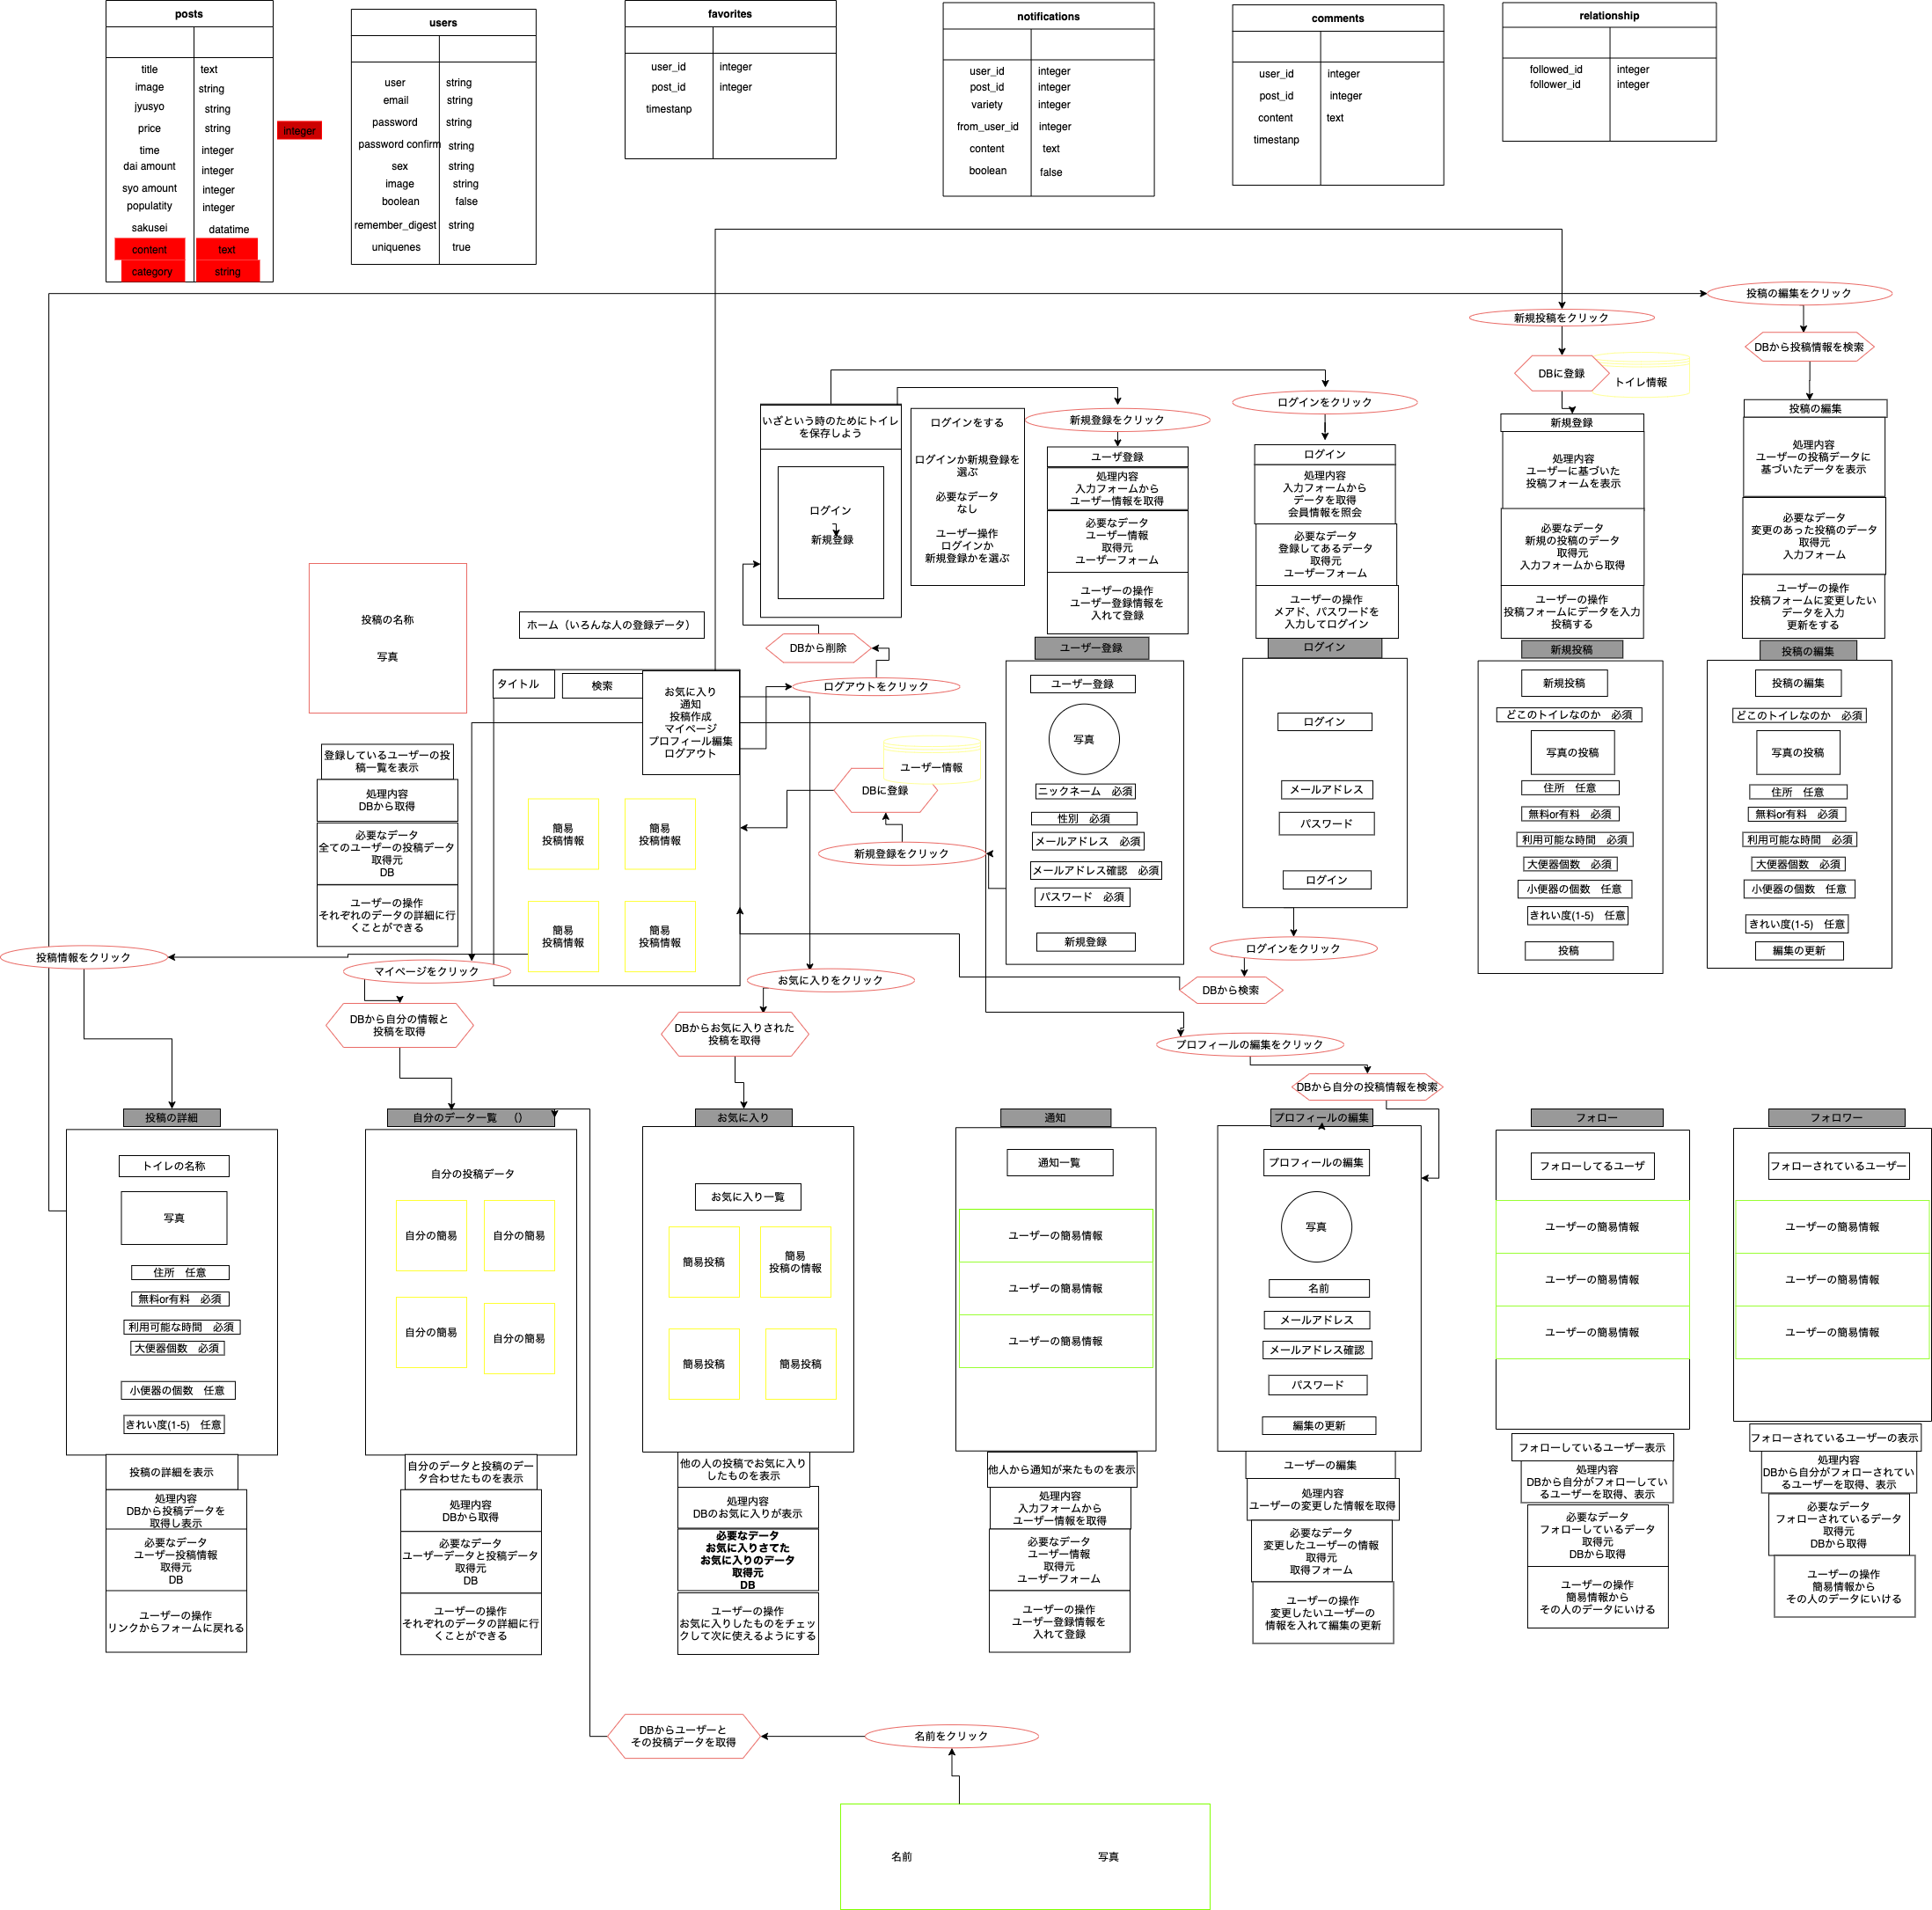 posts
title text
image string
jyusyo string
price string
integer
time integer
dai amount integer
syo amount integer
populatity integer
sakusei datatime
content text
category string
users
user string
email string
password string
password confirm string
sex string
image string
boolean false
remember_digest string
uniquenes true
favorites
user_id integer
post_id integer
timestanp
notifications
user_id integer
post_id integer
variety integer
from_user_id integer
content text
boolean false
comments
user_id integer
post_id integer
content text
timestanp
relationship
followed_id integer
follower_id integer
投稿の編集をクリック
新規投稿をクリック
DBから投稿情報を検索
DBに登録
トイレ情報
いざという時のためにトイレ
を保存しよう
ログイン
新規登録
ログインをする
ログインか新規登録を
選ぶ
必要なデータ
なし
ユーザー操作
ログインか
新規登録かを選ぶ
新規登録をクリック
ユーザ登録
処理内容
入力フォームから
ユーザー情報を取得
必要なデータ
ユーザー情報
取得元
ユーザーフォーム
ユーザーの操作
ユーザー登録情報を
入れて登録
ログインをクリック
ログイン
処理内容
入力フォームから
データを取得
会員情報を照会
必要なデータ
登録してあるデータ
取得元
ユーザーフォーム
ユーザーの操作
メアド、パスワードを
入力してログイン
新規登録
処理内容
ユーザーに基づいた
投稿フォームを表示
必要なデータ
新規の投稿のデータ
取得元
入力フォームから取得
ユーザーの操作
投稿フォームにデータを入力
投稿する
投稿の編集
処理内容
ユーザーの投稿データに
基づいたデータを表示
必要なデータ
変更のあった投稿のデータ
取得元
入力フォーム
ユーザーの操作
投稿フォームに変更したい
データを入力
更新をする
投稿の名称
写真
ホーム（いろんな人の登録データ）
DBから削除
ログアウトをクリック
タイトル
検索
お気に入り
通知
投稿作成
マイページ
プロフィール編集
ログアウト
簡易
投稿情報
簡易
投稿情報
簡易
投稿情報
簡易
投稿情報
登録しているユーザーの投
稿一覧を表示
処理内容
DBから取得
必要なデータ
全てのユーザーの投稿データ
取得元
DB
ユーザーの操作
それぞれのデータの詳細に行
くことができる
ユーザー情報
DBに登録
新規登録をクリック
ユーザー登録
ユーザー登録
写真
ニックネーム　必須
性別　必須
メールアドレス　必須
メールアドレス確認　必須
パスワード　必須
新規登録
ログイン
ログイン
メールアドレス
パスワード
ログイン
ログインをクリック
DBから検索
新規投稿
新規投稿
どこのトイレなのか　必須
写真の投稿
住所　任意
無料or有料　必須
利用可能な時間　必須
大便器個数　必須
小便器の個数　任意
きれい度(1-5)　任意
投稿
投稿の編集
投稿の編集
どこのトイレなのか　必須
写真の投稿
住所　任意
無料or有料　必須
利用可能な時間　必須
大便器個数　必須
小便器の個数　任意
きれい度(1-5)　任意
編集の更新
投稿情報をクリック
マイページをクリック
DBから自分の情報と
投稿を取得
お気に入りをクリック
DBからお気に入りされた
投稿を取得
プロフィールの編集をクリック
DBから自分の投稿情報を検索
投稿の詳細
トイレの名称
写真
住所　任意
無料or有料　必須
利用可能な時間　必須
大便器個数　必須
小便器の個数　任意
きれい度(1-5)　任意
投稿の詳細を表示
処理内容
DBから投稿データを
取得し表示
必要なデータ
ユーザー投稿情報
取得元
DB
ユーザーの操作
リンクからフォームに戻れる
自分のデータ一覧　（）
自分の投稿データ
自分の簡易
自分の簡易
自分の簡易
自分の簡易
自分のデータと投稿のデー
タ合わせたものを表示
処理内容
DBから取得
必要なデータ
ユーザーデータと投稿データ
取得元
DB
ユーザーの操作
それぞれのデータの詳細に行
くことができる
お気に入り
お気に入り一覧
簡易投稿
簡易
投稿の情報
簡易投稿
簡易投稿
他の人の投稿でお気に入り
したものを表示
処理内容
DBのお気に入りが表示
必要なデータ
お気に入りさてた
お気に入りのデータ
取得元
DB
ユーザーの操作
お気に入りしたものをチェッ
クして次に使えるようにする
通知
通知一覧
ユーザーの簡易情報
ユーザーの簡易情報
ユーザーの簡易情報
他人から通知が来たものを表示
処理内容
入力フォームから
ユーザー情報を取得
必要なデータ
ユーザー情報
取得元
ユーザーフォーム
ユーザーの操作
ユーザー登録情報を
入れて登録
プロフィールの編集
プロフィールの編集
写真
名前
メールアドレス
メールアドレス確認
パスワード
編集の更新
ユーザーの編集
処理内容
ユーザーの変更した情報を取得
必要なデータ
変更したユーザーの情報
取得元
取得フォーム
ユーザーの操作
変更したいユーザーの
情報を入れて編集の更新
フォロー
フォローしてるユーザ
ユーザーの簡易情報
ユーザーの簡易情報
ユーザーの簡易情報
フォローしているユーザー表示
処理内容
DBから自分がフォローしてい
るユーザーを取得、表示
必要なデータ
フォローしているデータ
取得元
DBから取得
ユーザーの操作
簡易情報から
その人のデータにいける
フォロワー
フォローされているユーザー
ユーザーの簡易情報
ユーザーの簡易情報
ユーザーの簡易情報
フォローされているユーザーの表示
処理内容
DBから自分がフォローされてい
るユーザーを取得、表示
必要なデータ
フォローされているデータ
取得元
DBから取得
ユーザーの操作
簡易情報から
その人のデータにいける
DBからユーザーと
その投稿データを取得
名前をクリック
名前
写真